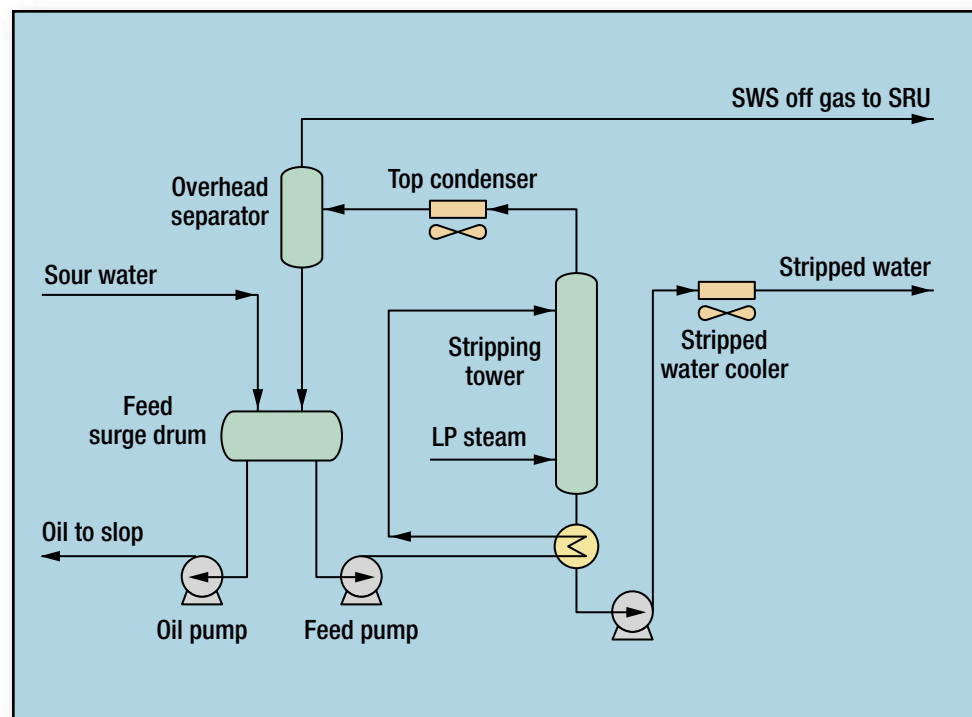 SWS off gas to SRU
Overhead
separator
Top condenser
Sour water
Stripped water
Stripping
tower
Stripped
water cooler
Feed
surge drum
LP steam
Oil to slop
Oil pump
Feed pump